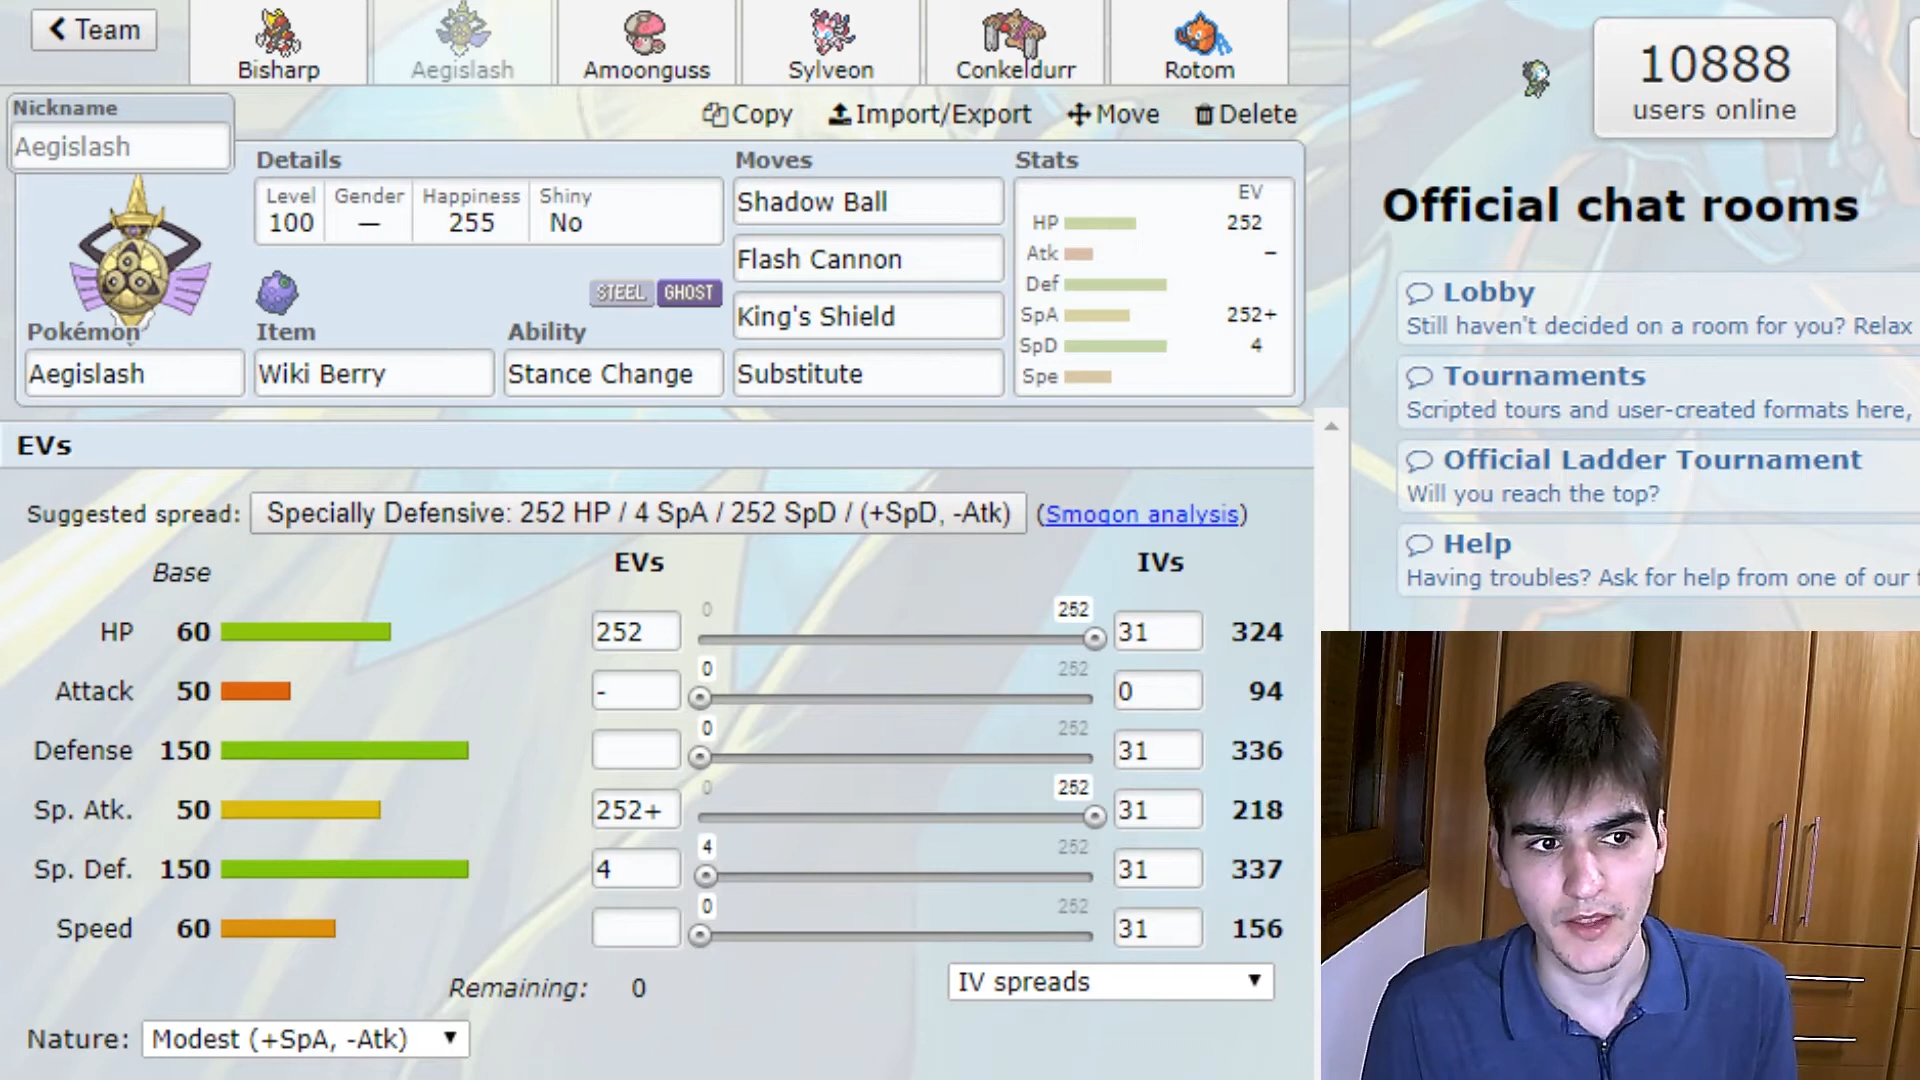 Team
Bisharp
Aegislash
Amoonguss
Sylveon
Conkeldurr
Rotom
10888
users online
Copy
Import/Export
Move
Delete
Nickname
Aegislash
Details
Level
100
Gender
—
Happiness
255
Shiny
No
STEEL
GHOST
Pokémon
Aegislash
Item
Wiki Berry
Ability
Stance Change
Moves
Shadow Ball
Flash Cannon
King's Shield
Substitute
Stats
EV
HP 252
Atk –
Def
SpA 252+
SpD 4
Spe
Official chat rooms
Lobby
Still haven't decided on a room for you? Relax
Tournaments
Scripted tours and user-created formats here,
Official Ladder Tournament
Will you reach the top?
Help
Having troubles? Ask for help from one of our
EVs
Suggested spread: Specially Defensive: 252 HP / 4 SpA / 252 SpD / (+SpD, -Atk) (Smogon analysis)
Base EVs IVs
HP 60 252 0 252 31 324
Attack 50 - 0 252 0 94
Defense 150 0 252 31 336
Sp. Atk. 50 252+ 0 252 31 218
Sp. Def. 150 4 4 252 31 337
Speed 60 0 252 31 156
Remaining: 0
IV spreads
Nature: Modest (+SpA, -Atk)